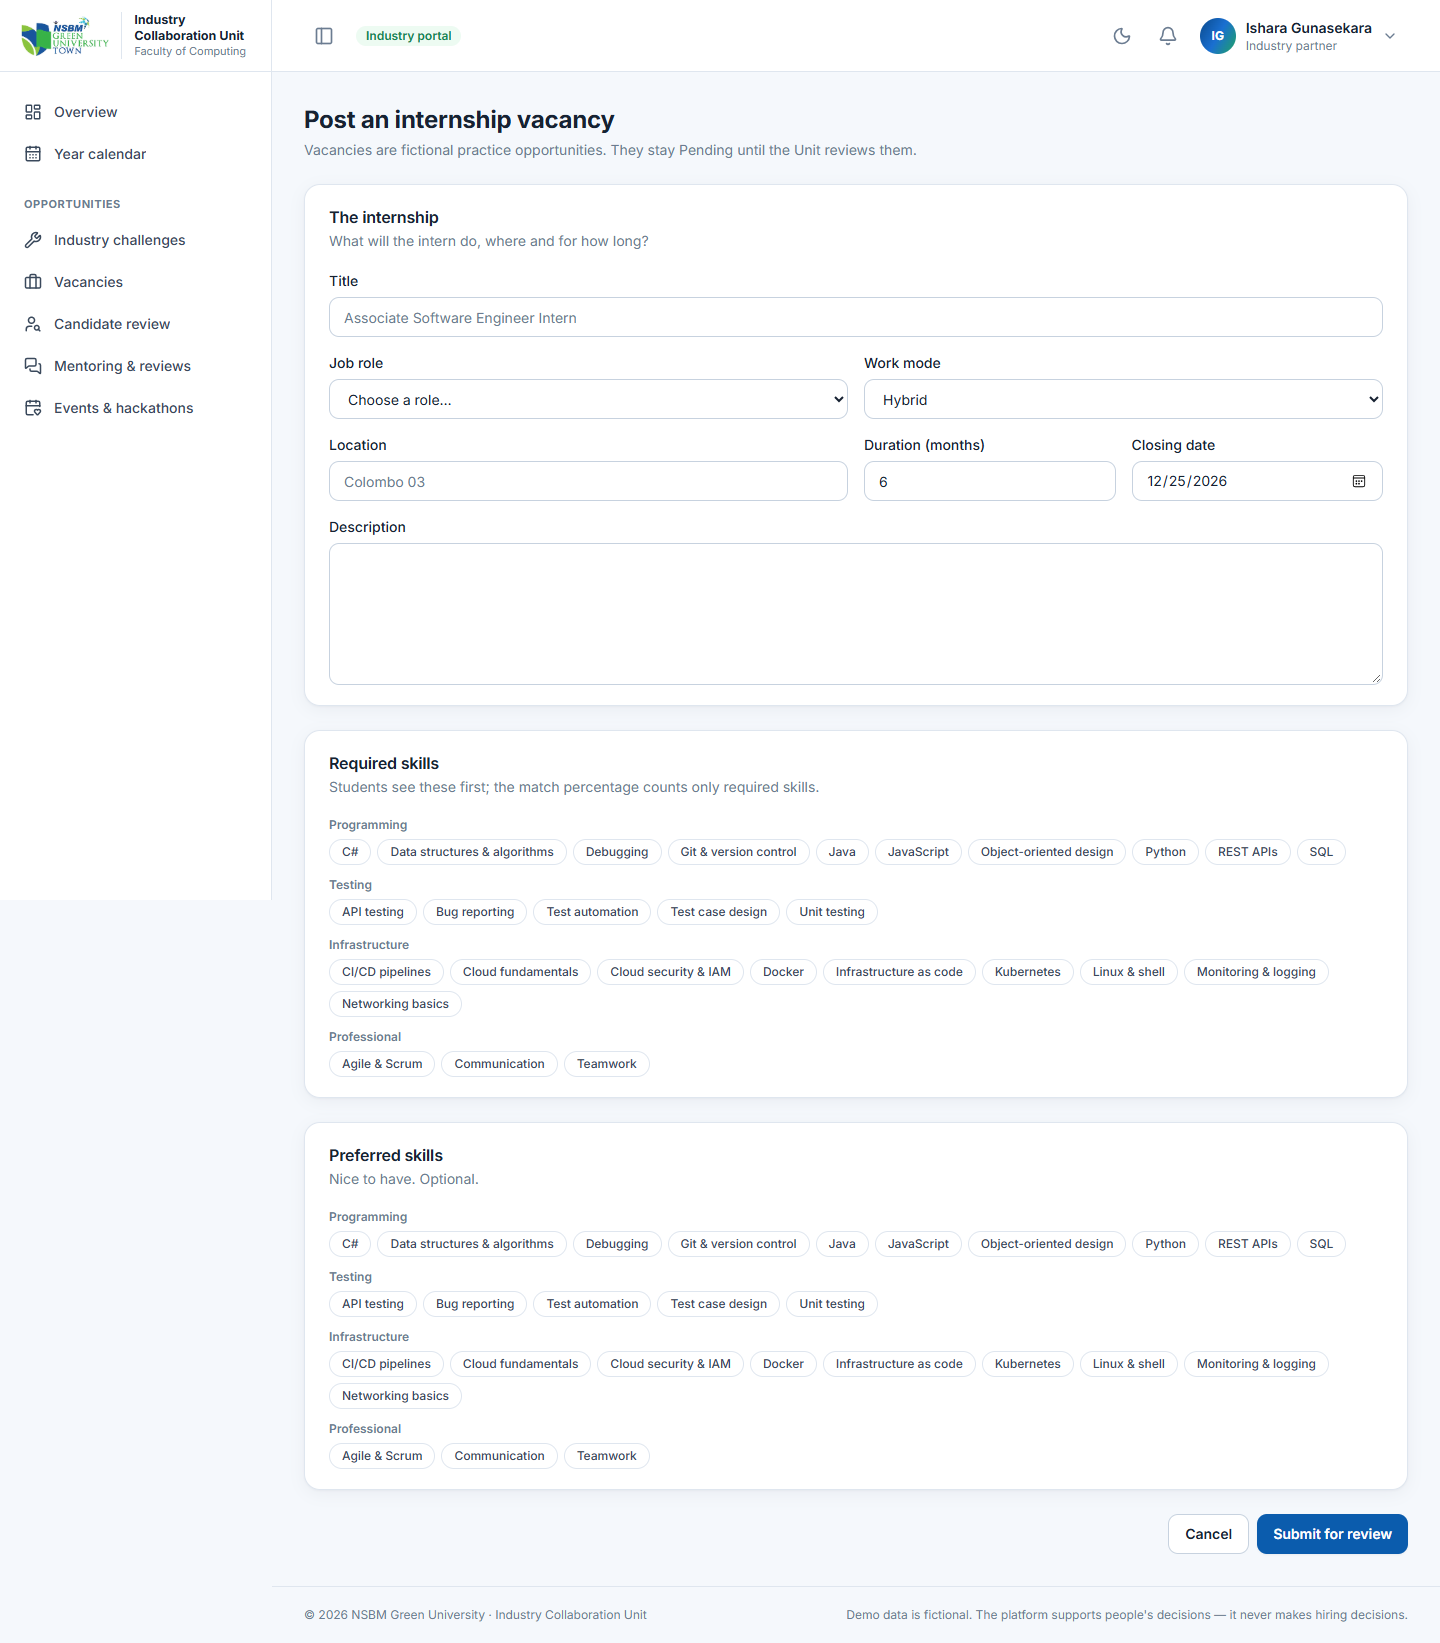 NSBM
GREEN
UNIVERSITY
TOWN
Industry
Collaboration Unit
Faculty of Computing
Industry portal
IG
Ishara Gunasekara
Industry partner
Overview
Year calendar
OPPORTUNITIES
Industry challenges
Vacancies
Candidate review
Mentoring & reviews
Events & hackathons
Post an internship vacancy
Vacancies are fictional practice opportunities. They stay Pending until the Unit reviews them.
The internship
What will the intern do, where and for how long?
Title
Associate Software Engineer Intern
Job role Work mode
Choose a role... Hybrid
Location Duration (months) Closing date
Colombo 03 6 12/25/2026
Description
Required skills
Students see these first; the match percentage counts only required skills.
Programming
C# Data structures & algorithms Debugging Git & version control Java JavaScript Object-oriented design Python REST APIs SQL
Testing
API testing Bug reporting Test automation Test case design Unit testing
Infrastructure
CI/CD pipelines Cloud fundamentals Cloud security & IAM Docker Infrastructure as code Kubernetes Linux & shell Monitoring & logging
Networking basics
Professional
Agile & Scrum Communication Teamwork
Preferred skills
Nice to have. Optional.
Programming
C# Data structures & algorithms Debugging Git & version control Java JavaScript Object-oriented design Python REST APIs SQL
Testing
API testing Bug reporting Test automation Test case design Unit testing
Infrastructure
CI/CD pipelines Cloud fundamentals Cloud security & IAM Docker Infrastructure as code Kubernetes Linux & shell Monitoring & logging
Networking basics
Professional
Agile & Scrum Communication Teamwork
Cancel Submit for review
© 2026 NSBM Green University · Industry Collaboration Unit Demo data is fictional. The platform supports people's decisions — it never makes hiring decisions.